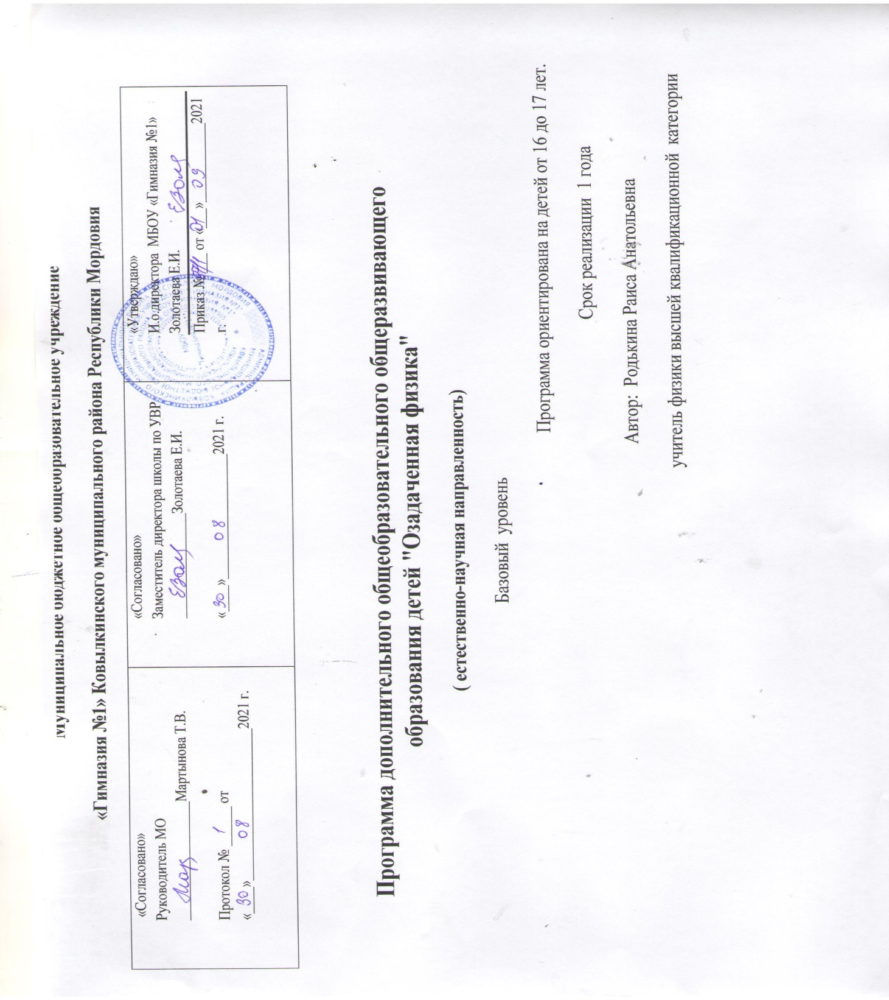 Муниципальное бюджетное общеобразовательное учреждение
«Гимназия №1» Ковылкинского муниципального района Республики Мордовия
«Согласовано»
Руководитель МО
Мартынова Т.В.
Протокол № 1 от
« 30 » 08 2021 г.
«Согласовано»
Заместитель директора школы по УВР
Золотаева Е.И.
« 30 » 08 2021 г.
«Утверждаю»
И.о.директора МБОУ «Гимназия №1»
Золотаева Е.И.
Приказ № от « 01 » 09 2021
г.
Программа дополнительного общеобразовательного общеразвивающего
образования детей "Озадаченная физика"
( естественно-научная направленность)
Базовый уровень
Программа ориентирована на детей от 16 до 17 лет.
Срок реализации 1 года
Автор: Родькина Раиса Анатольевна
учитель физики высшей квалификационной категории